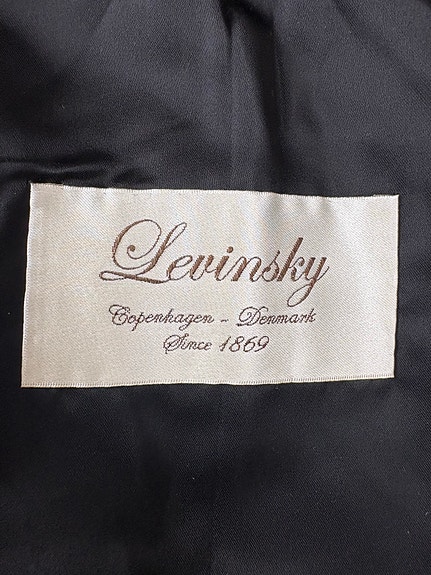 Levinsky
Copenhagen - Denmark
Since 1869